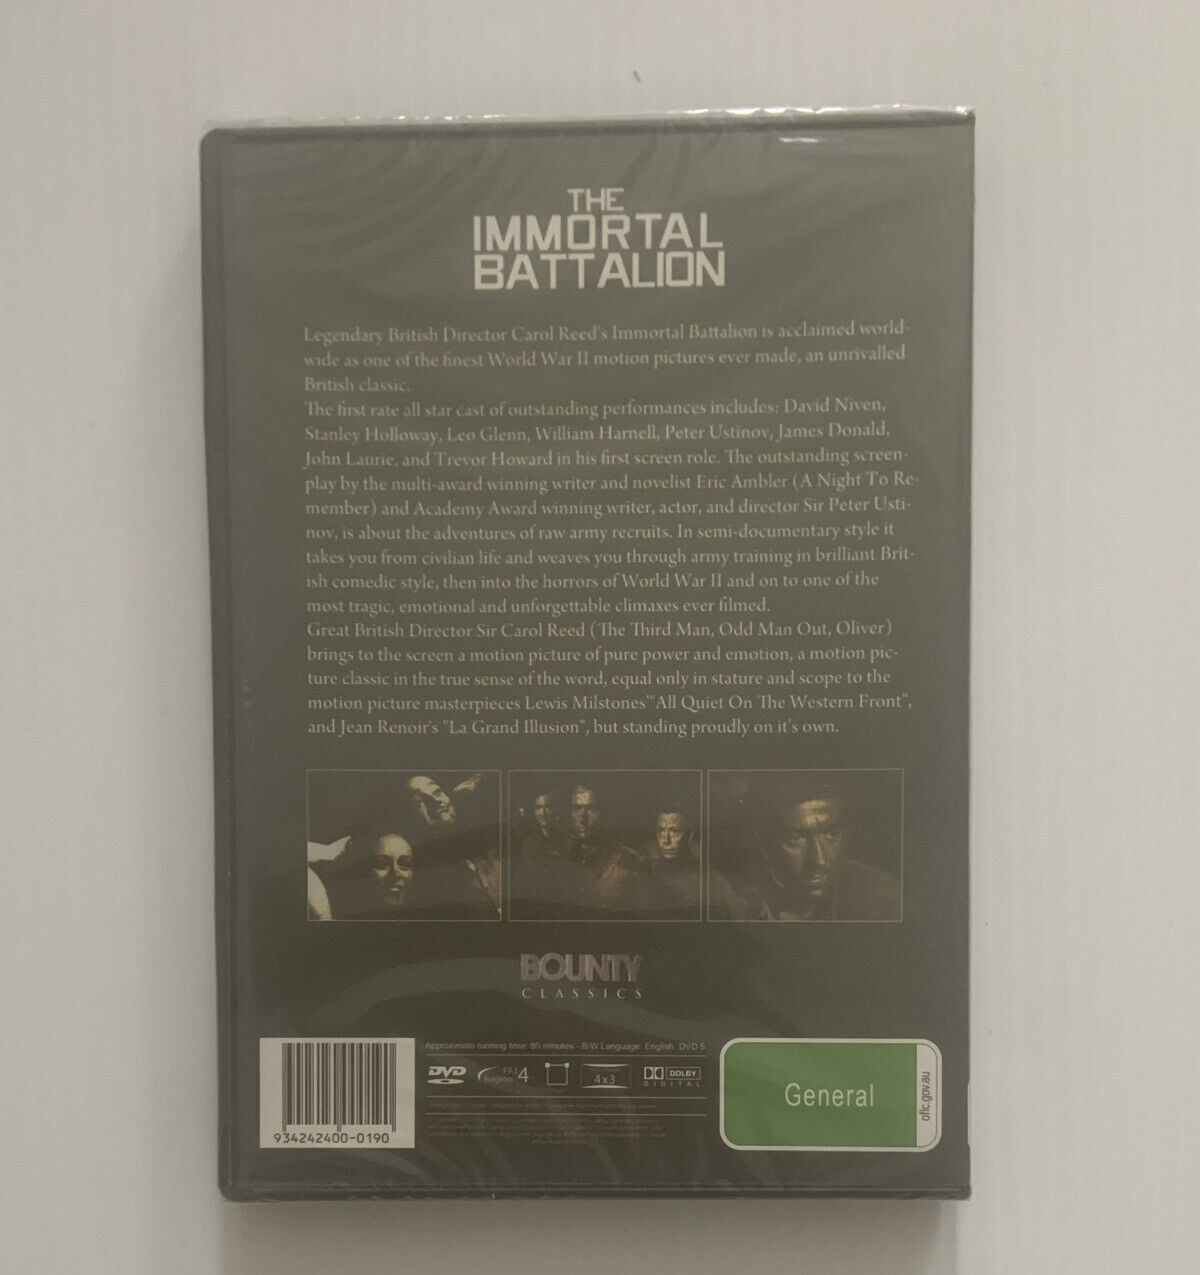 THE
IMMORTAL
BATTALION
Legendary British Director Carol Reed's Immortal Battalion is acclaimed world-
wide as one of the finest World War II motion pictures ever made, an unrivalled
British classic.
The first rate all star cast of outstanding performances includes: David Niven,
Stanley Holloway, Leo Glenn, William Harnell, Peter Ustinov, James Donald,
John Laurie, and Trevor Howard in his first screen role. The outstanding screen-
play by the multi-award winning writer and novelist Eric Ambler (A Night To Re-
member) and Academy Award winning writer, actor, and director Sir Peter Usti-
nov, is about the adventures of raw army recruits. In semi-documentary style it
takes you from civilian life and weaves you through army training in brilliant Brit-
ish comedic style, then into the horrors of World War II and on to one of the
most tragic, emotional and unforgettable climaxes ever filmed.
Great British Director Sir Carol Reed (The Third Man, Odd Man Out, Oliver)
brings to the screen a motion picture of pure power and emotion, a motion pic-
ture classic in the true sense of the word, equal only in stature and scope to the
motion picture masterpieces Lewis Milstones'"All Quiet On The Western Front",
and Jean Renoir's "La Grand Illusion", but standing proudly on it's own.
BOUNTY
CLASSICS
Approximate running time: 95 minutes - B/W Language: English DVD 5
DVD
PAL
Region 4
4x3
DOLBY
DIGITAL
General
oflc.gov.au
934242400-0190